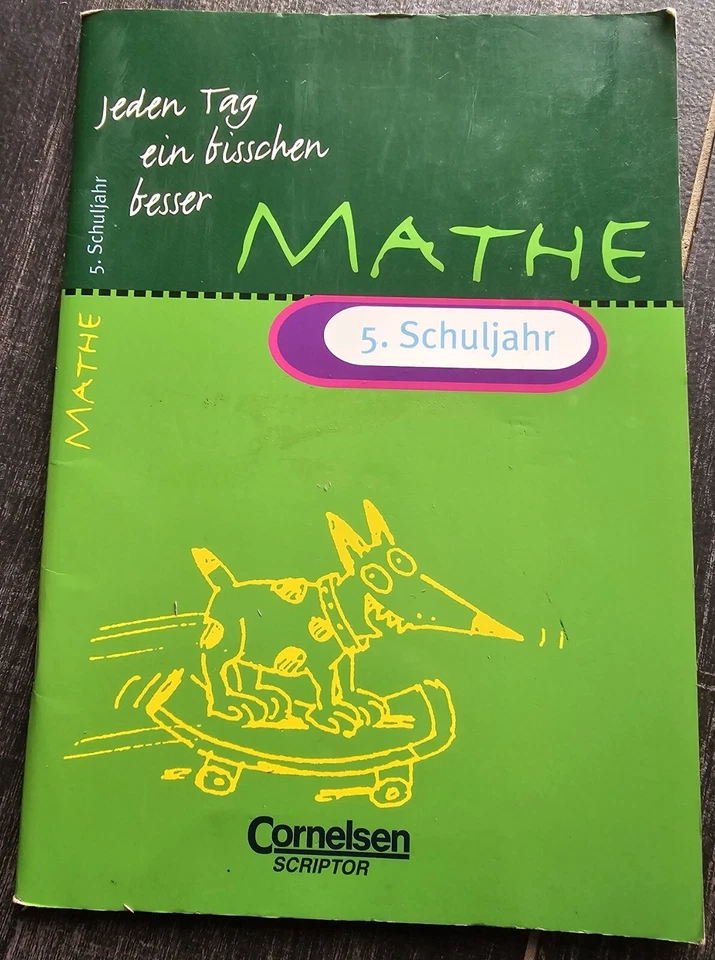 Jeden Tag
ein bisschen
besser
MATHE
5. Schuljahr
5. Schuljahr
MATHE
Cornelsen
SCRIPTOR